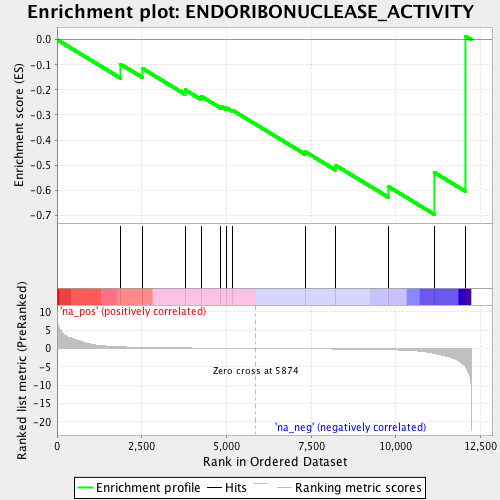 Enrichment plot: ENDORIBONUCLEASE_ACTIVITY
Enrichment score (ES)
0.0
-0.1
-0.2
-0.3
-0.4
-0.5
-0.6
-0.7
'na_pos' (positively correlated)
Ranked list metric (PreRanked)
10
5
0
-5
-10
-15
-20
Zero cross at 5874
'na_neg' (negatively correlated)
0
2,500
5,000
7,500
10,000
12,500
Rank in Ordered Dataset
Enrichment profile
Hits
Ranking metric scores